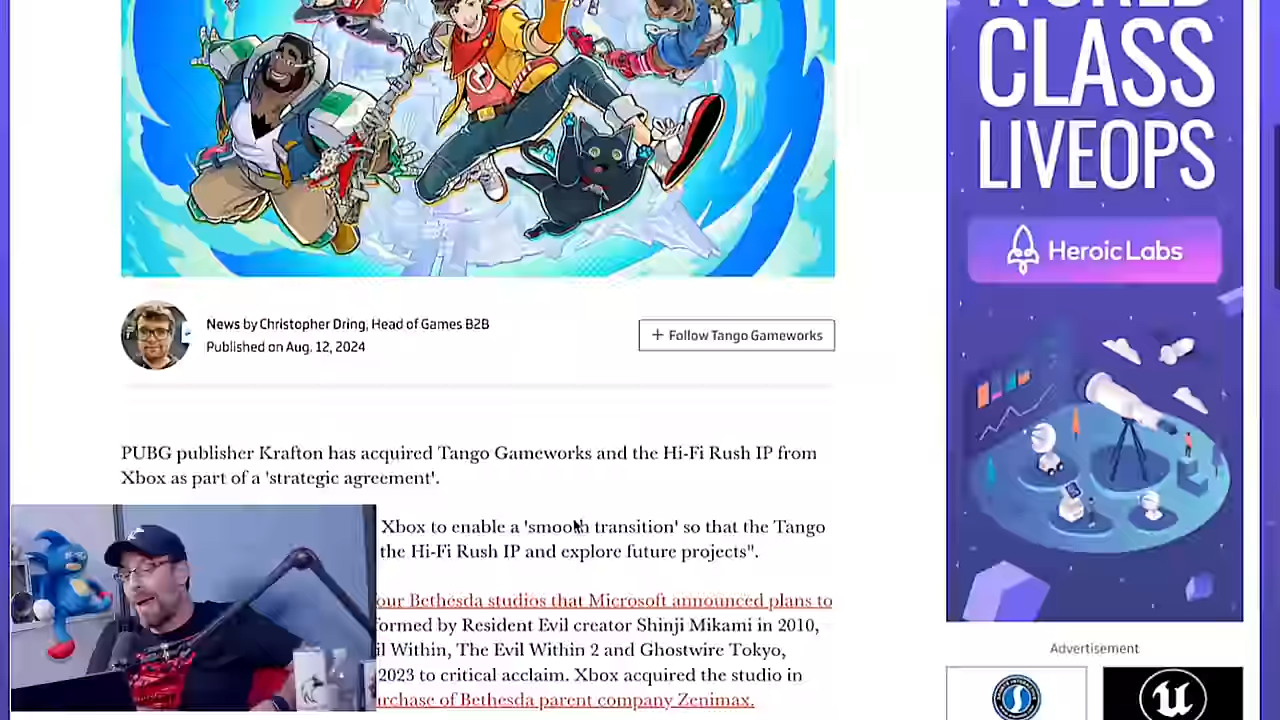 WORLD
CLASS
LIVEOPS
Heroic Labs
News by Christopher Dring, Head of Games B2B
Published on Aug. 12, 2024
+ Follow Tango Gameworks
PUBG publisher Krafton has acquired Tango Gameworks and the Hi-Fi Rush IP from
Xbox as part of a 'strategic agreement'.
Xbox to enable a 'smooth transition' so that the Tango
the Hi-Fi Rush IP and explore future projects".
our Bethesda studios that Microsoft announced plans to
formed by Resident Evil creator Shinji Mikami in 2010,
il Within, The Evil Within 2 and Ghostwire Tokyo,
2023 to critical acclaim. Xbox acquired the studio in
rchase of Bethesda parent company Zenimax.
Advertisement